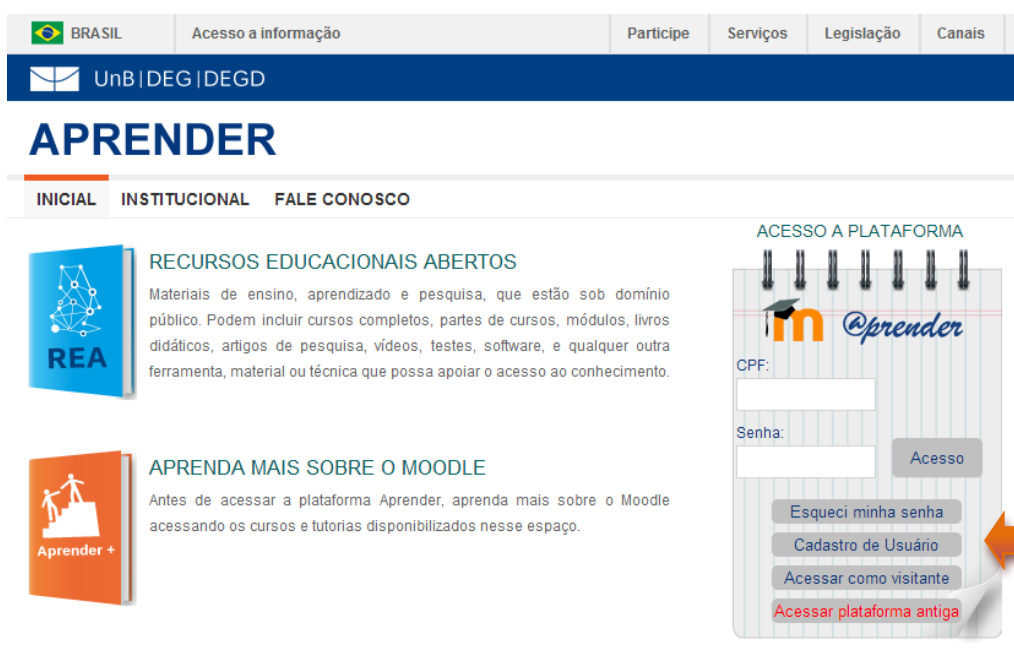 BRASIL Acesso a informação Participe Serviços Legislação Canais
UnB|DEG|DEGD
APRENDER
INICIAL INSTITUCIONAL FALE CONOSCO
REA
RECURSOS EDUCACIONAIS ABERTOS
Materiais de ensino, aprendizado e pesquisa, que estão sob domínio
público. Podem incluir cursos completos, partes de cursos, módulos, livros
didáticos, artigos de pesquisa, vídeos, testes, software, e qualquer outra
ferramenta, material ou técnica que possa apoiar o acesso ao conhecimento.
Aprender +
APRENDA MAIS SOBRE O MOODLE
Antes de acessar a plataforma Aprender, aprenda mais sobre o Moodle
acessando os cursos e tutorias disponibilizados nesse espaço.
ACESSO A PLATAFORMA
m @prender
CPF:
Senha:
Acesso
Esqueci minha senha
Cadastro de Usuário
Acessar como visitante
Acessar plataforma antiga